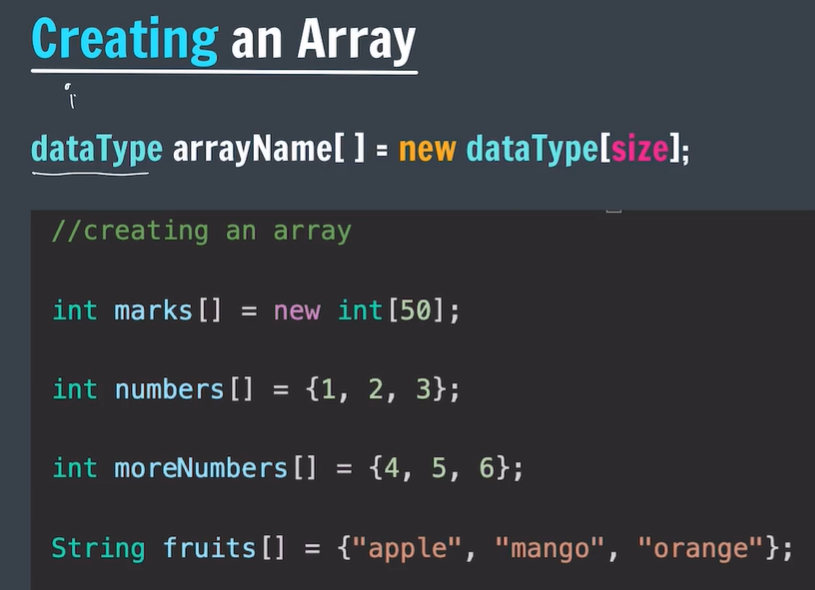 Creating an Array
dataType arrayName[ ] = new dataType[size];
//creating an array
int marks[] = new int[50];
int numbers[] = {1, 2, 3};
int moreNumbers[] = {4, 5, 6};
String fruits[] = {"apple", "mango", "orange"};